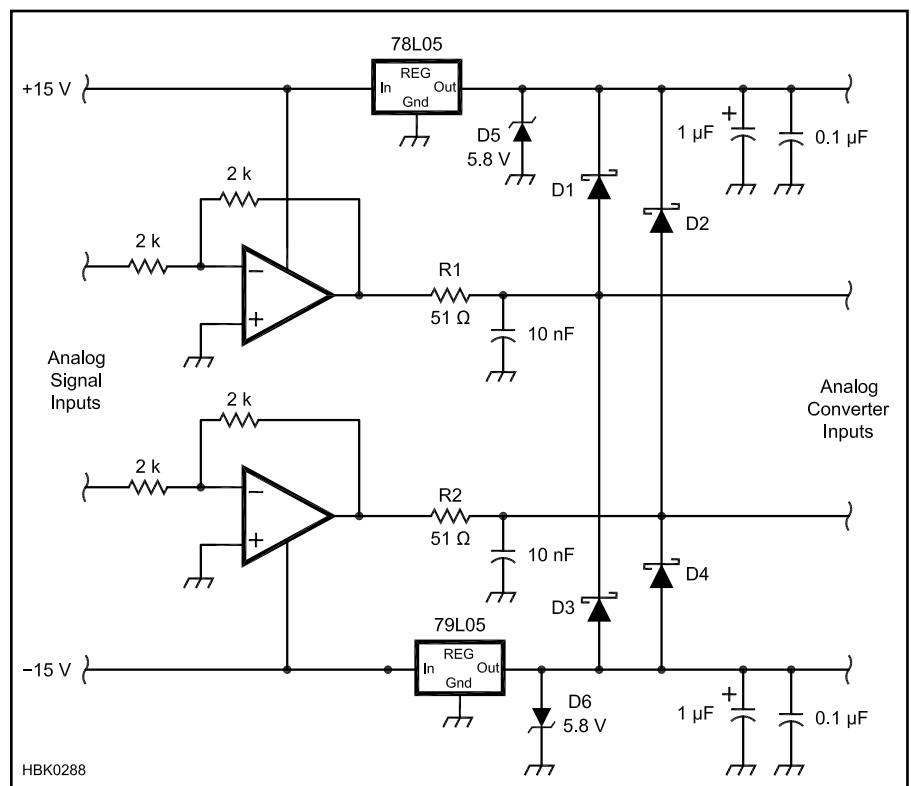 78L05
+15 V
REG
In
Out
Gnd
D5
5.8 V
+
1 µF
0.1 µF
D1
D2
2 k
2 k
−
+
R1
51 Ω
10 nF
Analog
Signal
Inputs
Analog
Converter
Inputs
2 k
2 k
−
+
R2
51 Ω
10 nF
D4
D3
79L05
−15 V
REG
In
Out
Gnd
D6
5.8 V
+
1 µF
0.1 µF
HBK0288